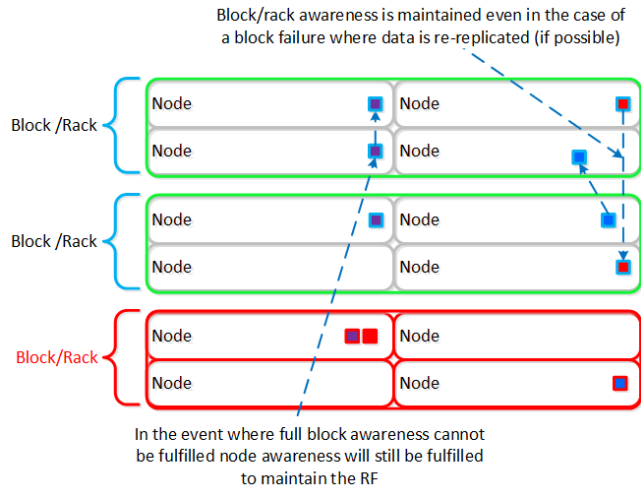 Block/rack awareness is maintained even in the case of
a block failure where data is re-replicated (if possible)
Block /Rack
Node
Node
Node
Node
Block /Rack
Node
Node
Node
Node
Block/Rack
Node
Node
Node
Node
In the event where full block awareness cannot
be fulfilled node awareness will still be fulfilled
to maintain the RF